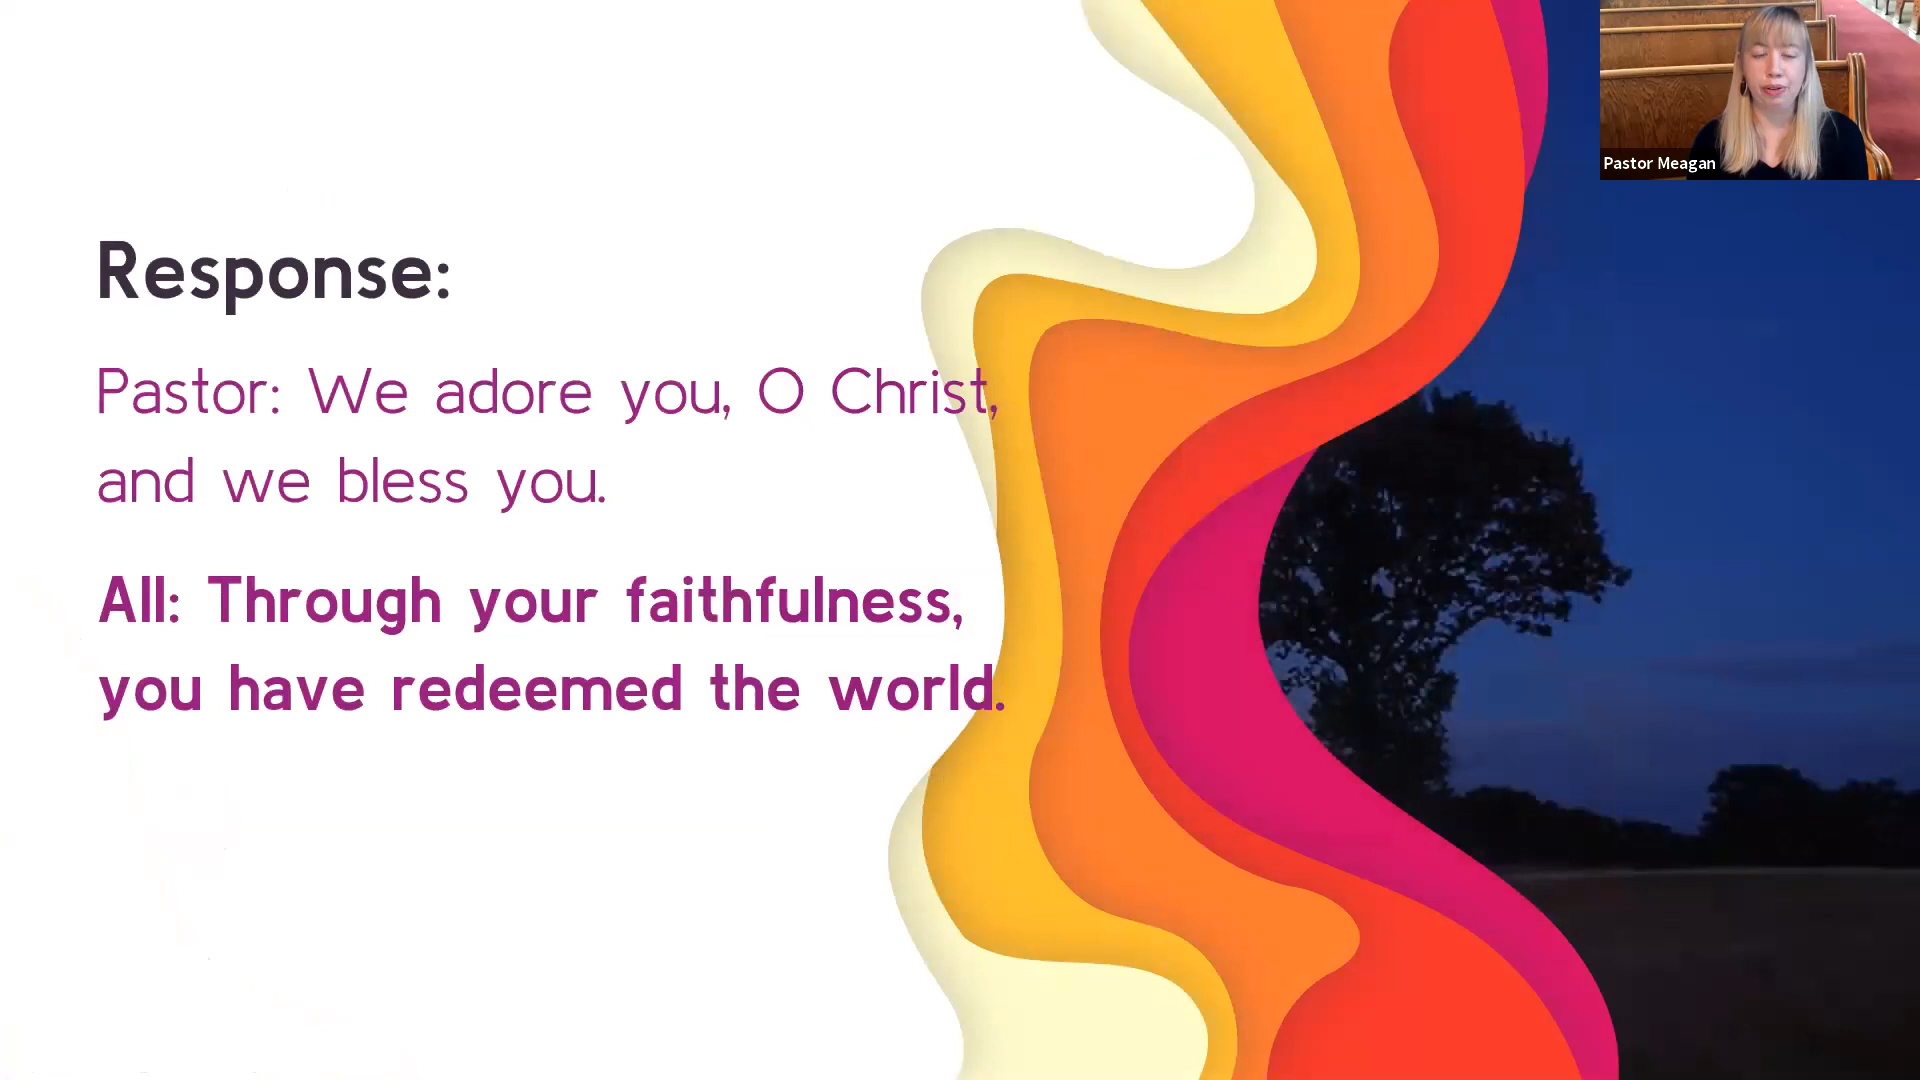 Pastor Meagan
Response:
Pastor: We adore you, O Christ,
and we bless you.
All: Through your faithfulness,
you have redeemed the world.